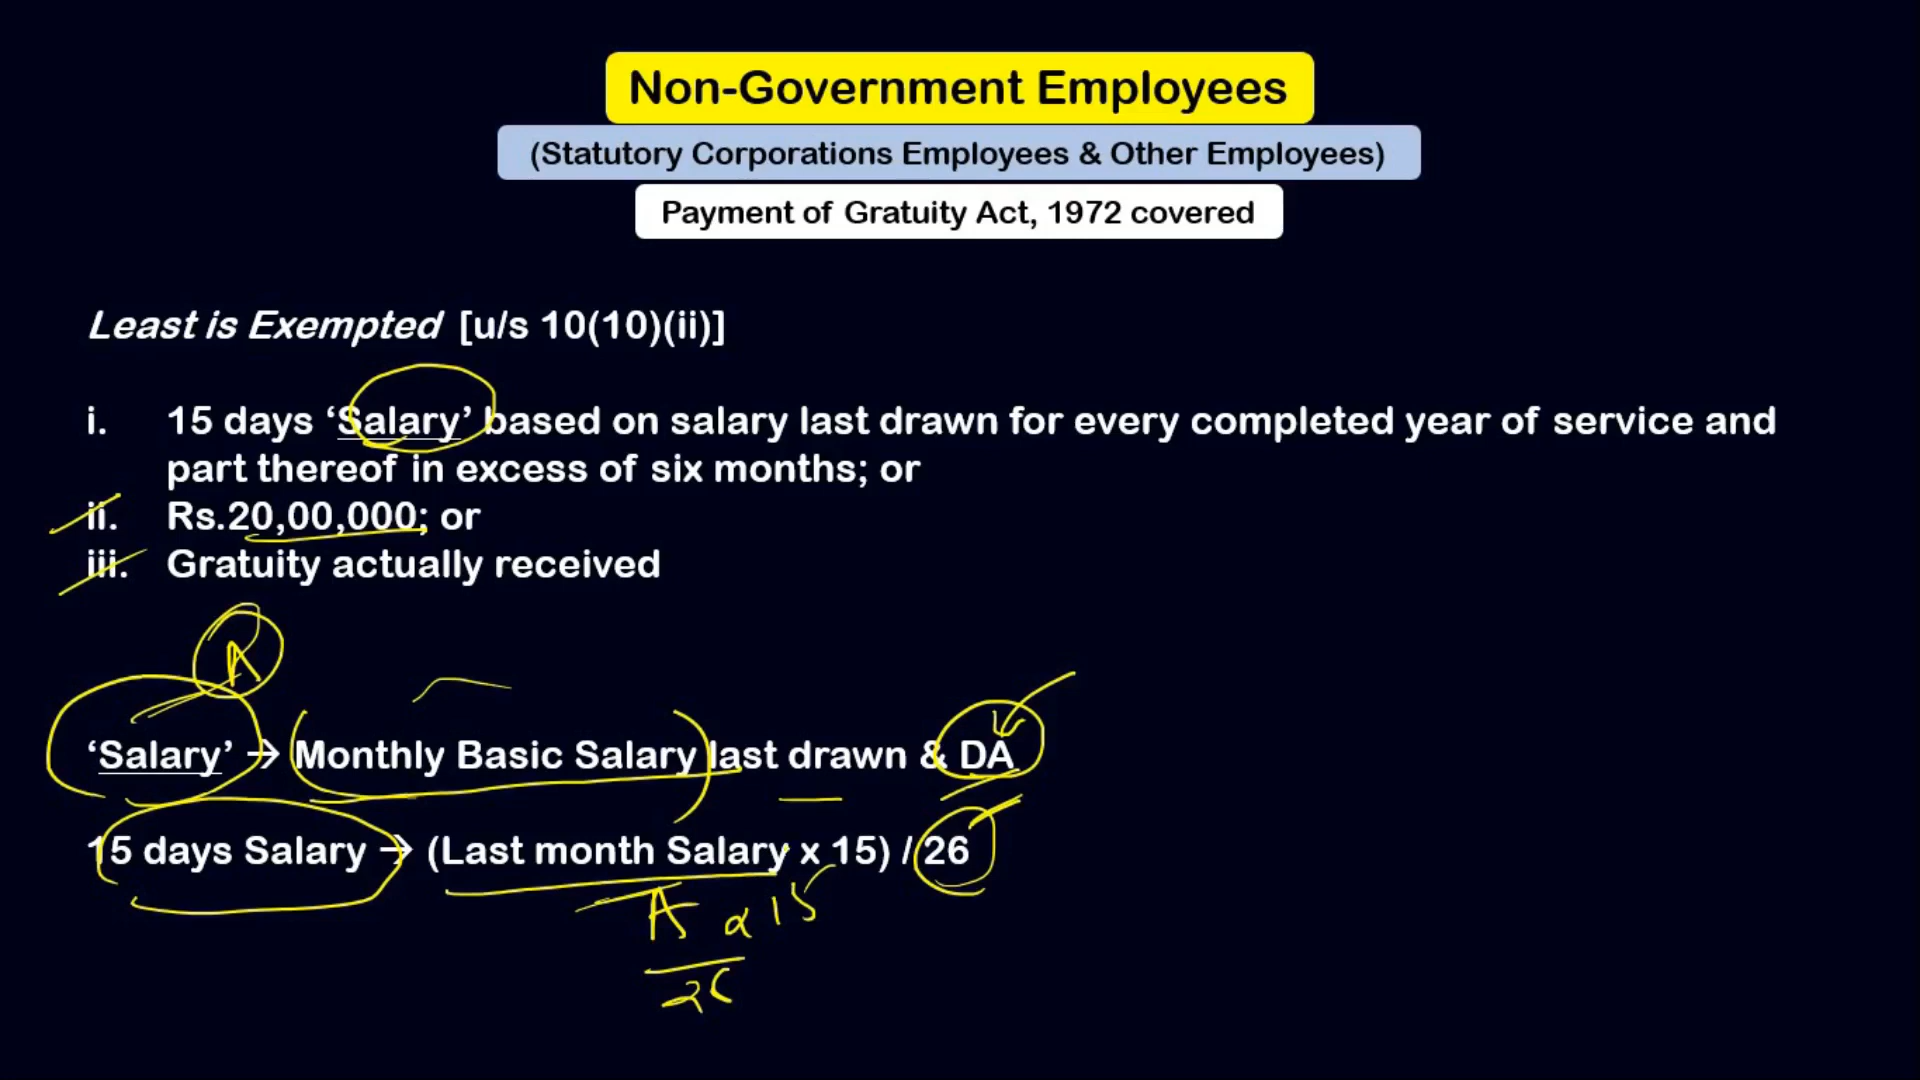 Non-Government Employees
(Statutory Corporations Employees & Other Employees)
Payment of Gratuity Act, 1972 covered
Least is Exempted [u/s 10(10)(ii)]
i. 15 days ‘Salary’ based on salary last drawn for every completed year of service and
part thereof in excess of six months; or
ii. Rs.20,00,000; or
iii. Gratuity actually received
A
‘Salary’ → Monthly Basic Salary last drawn & DA
15 days Salary → (Last month Salary x 15) / 26
A x 15
26